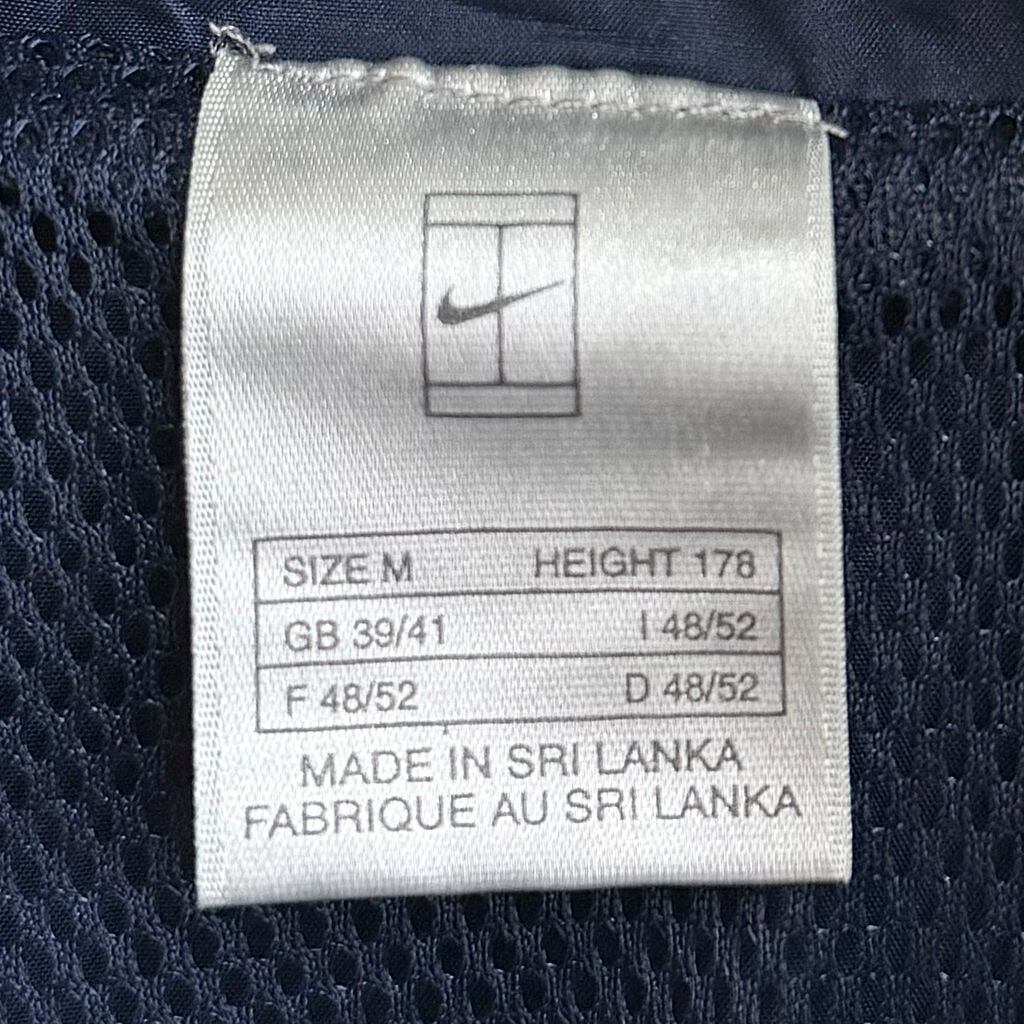 SIZE M HEIGHT 178
GB 39/41 I 48/52
F 48/52 D 48/52
MADE IN SRI LANKA
FABRIQUE AU SRI LANKA